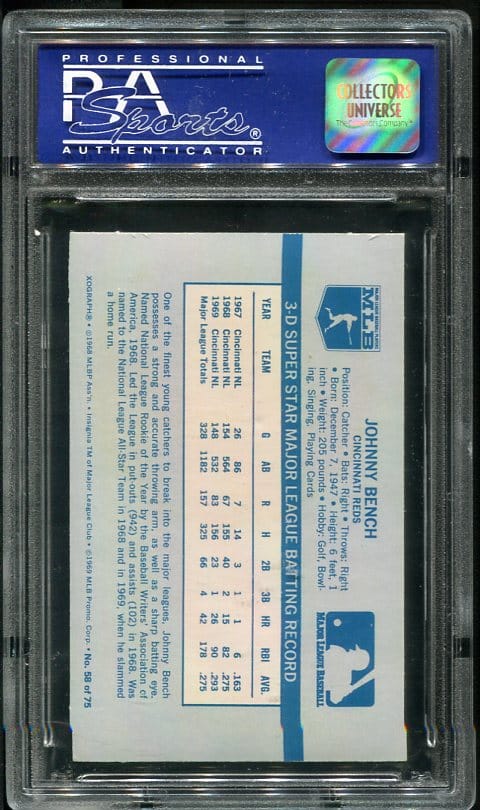 PROFESSIONAL
PSA
Sports®
AUTHENTICATOR
COLLECTORS
UNIVERSE
The Collectors Company™
MLB
JOHNNY BENCH
CINCINNATI REDS
Position: Catcher • Bats: Right • Throws: Right
• Born: December 7, 1947 • Height: 6 feet, 1
inch • Weight: 205 pounds • Hobby: Golf, Bowl-
ing, Singing, Playing Cards
MAJOR LEAGUE BASEBALL
3-D SUPER STAR MAJOR LEAGUE BATTING RECORD
YEAR TEAM G AB R H 2B 3B HR RBI AVG.
1967 Cincinnati NL 26 86 7 14 3 1 1 6 .163
1968 Cincinnati NL 154 564 67 155 40 2 15 82 .275
1969 Cincinnati NL 148 532 83 156 23 1 26 90 .293
Major League Totals 328 1182 157 325 66 4 42 178 .275
One of the finest young catchers to break into the major leagues, Johnny Bench
possesses a strong and accurate throwing arm as well as a sharp batting eye.
Named National League Rookie of the Year by the Baseball Writers' Association of
America, 1968. Led the League in put-outs (942) and assists (102) in 1968. Was
named to the National League All-Star Team in 1968 and in 1969, when he slammed
a home run.
XOGRAPH® • ©1968 MLBP Ass'n. • Insignia TM of Major League Club • ©1969 MLB Promo. Corp. • No. 58 of 75